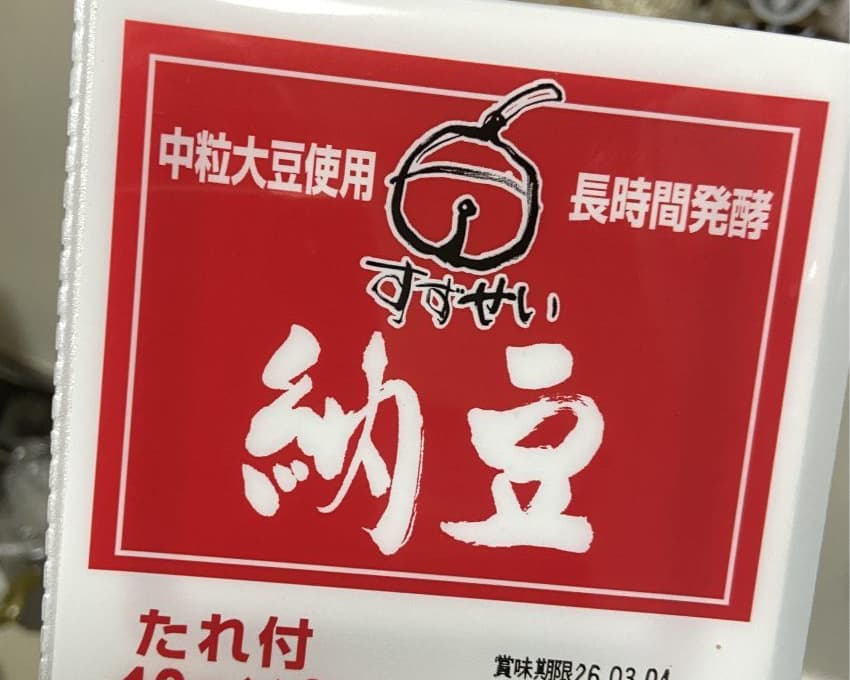 中粒大豆使用
長時間発酵
すずせい
納豆
たれ付
賞味期限26.03.04